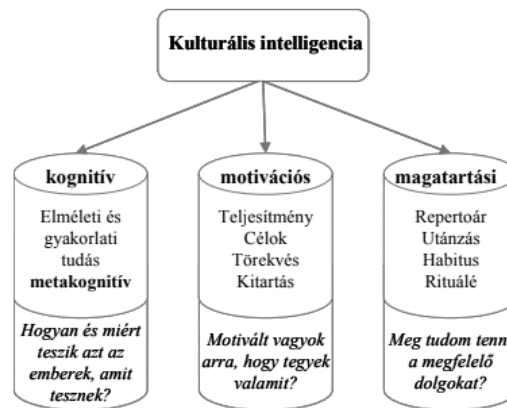 Kulturális intelligencia
kognitív
Elméleti és
gyakorlati
tudás
metakognitív
Hogyan és miért
teszik azt az
emberek, amit
tesznek?
motivációs
Teljesítmény
Célok
Törekvés
Kitartás
Motivált vagyok
arra, hogy tegyek
valamit?
magatartási
Repertoár
Utánzás
Habitus
Rituálé
Meg tudom tenn
a megfelelő
dolgokat?